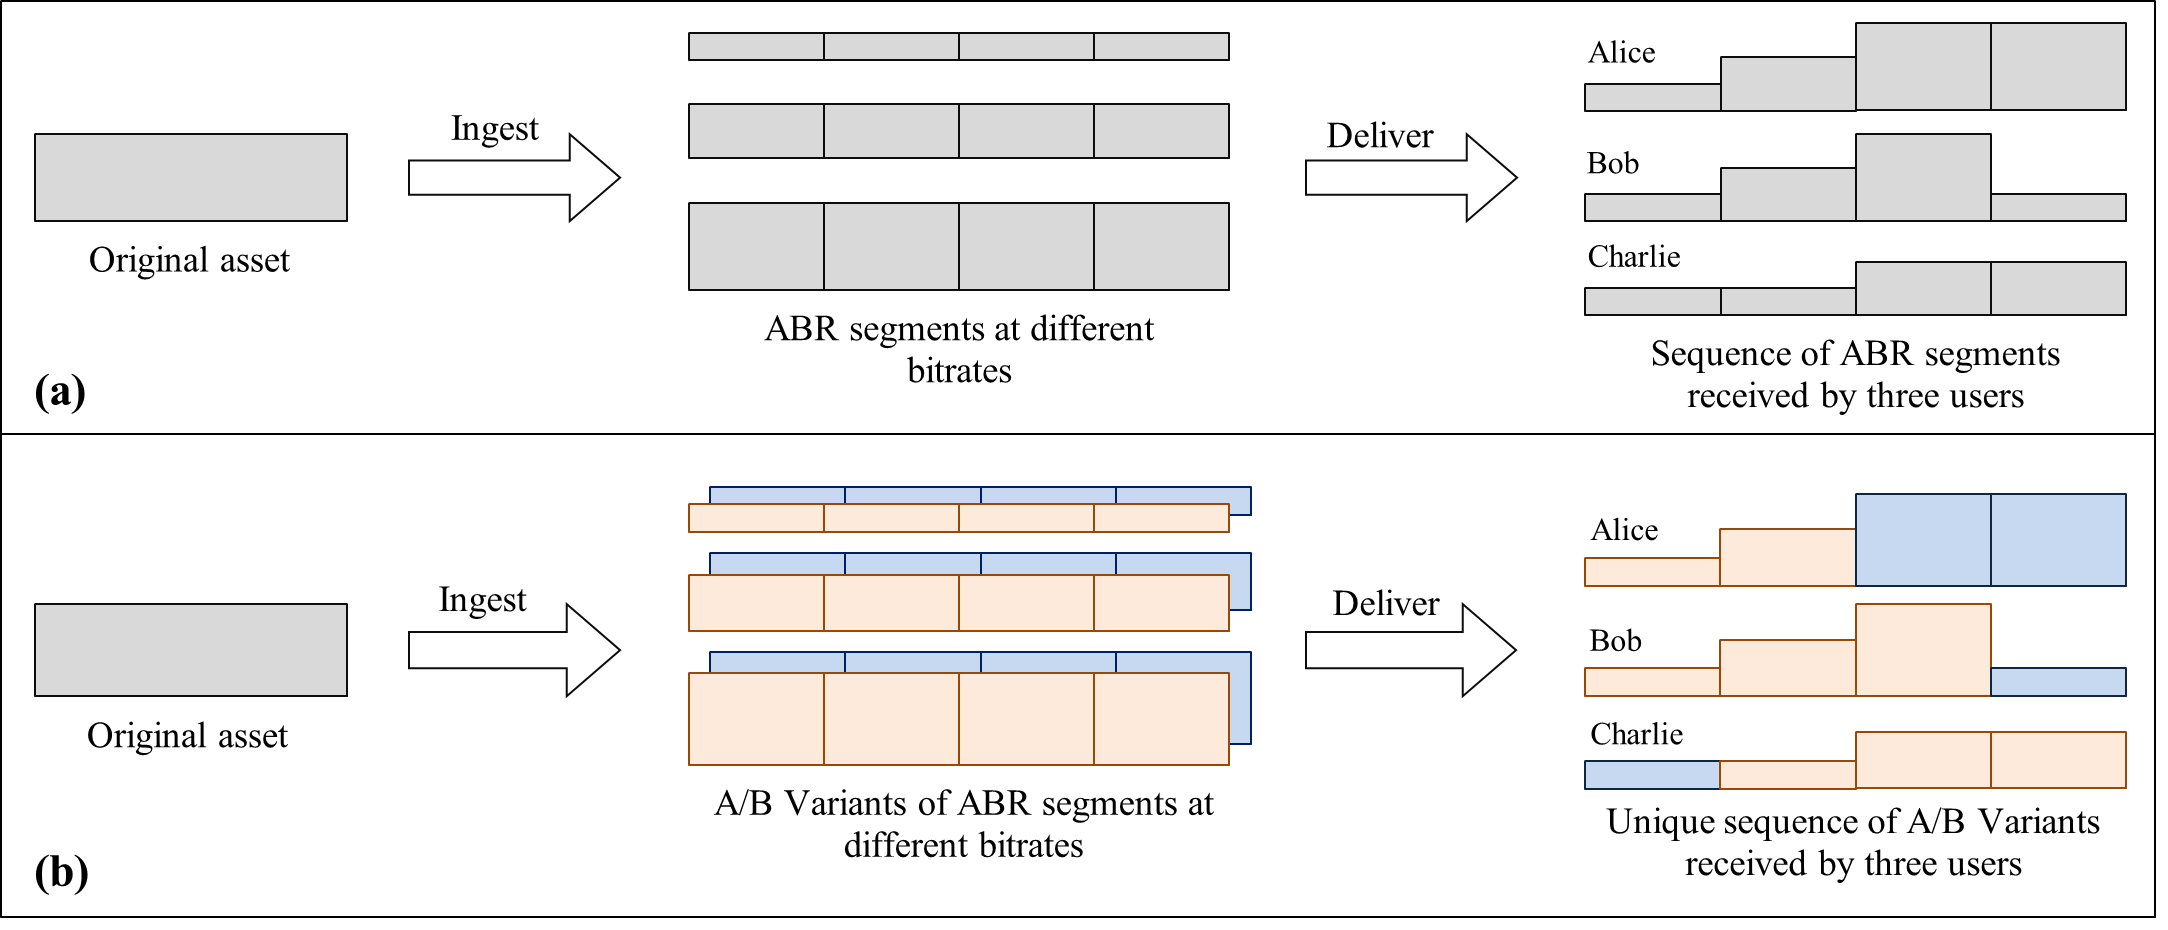 Original asset
Ingest
ABR segments at different
bitrates
Deliver
Alice
Bob
Charlie
Sequence of ABR segments
received by three users
(a)
Original asset
Ingest
A/B Variants of ABR segments at
different bitrates
Deliver
Alice
Bob
Charlie
Unique sequence of A/B Variants
received by three users
(b)